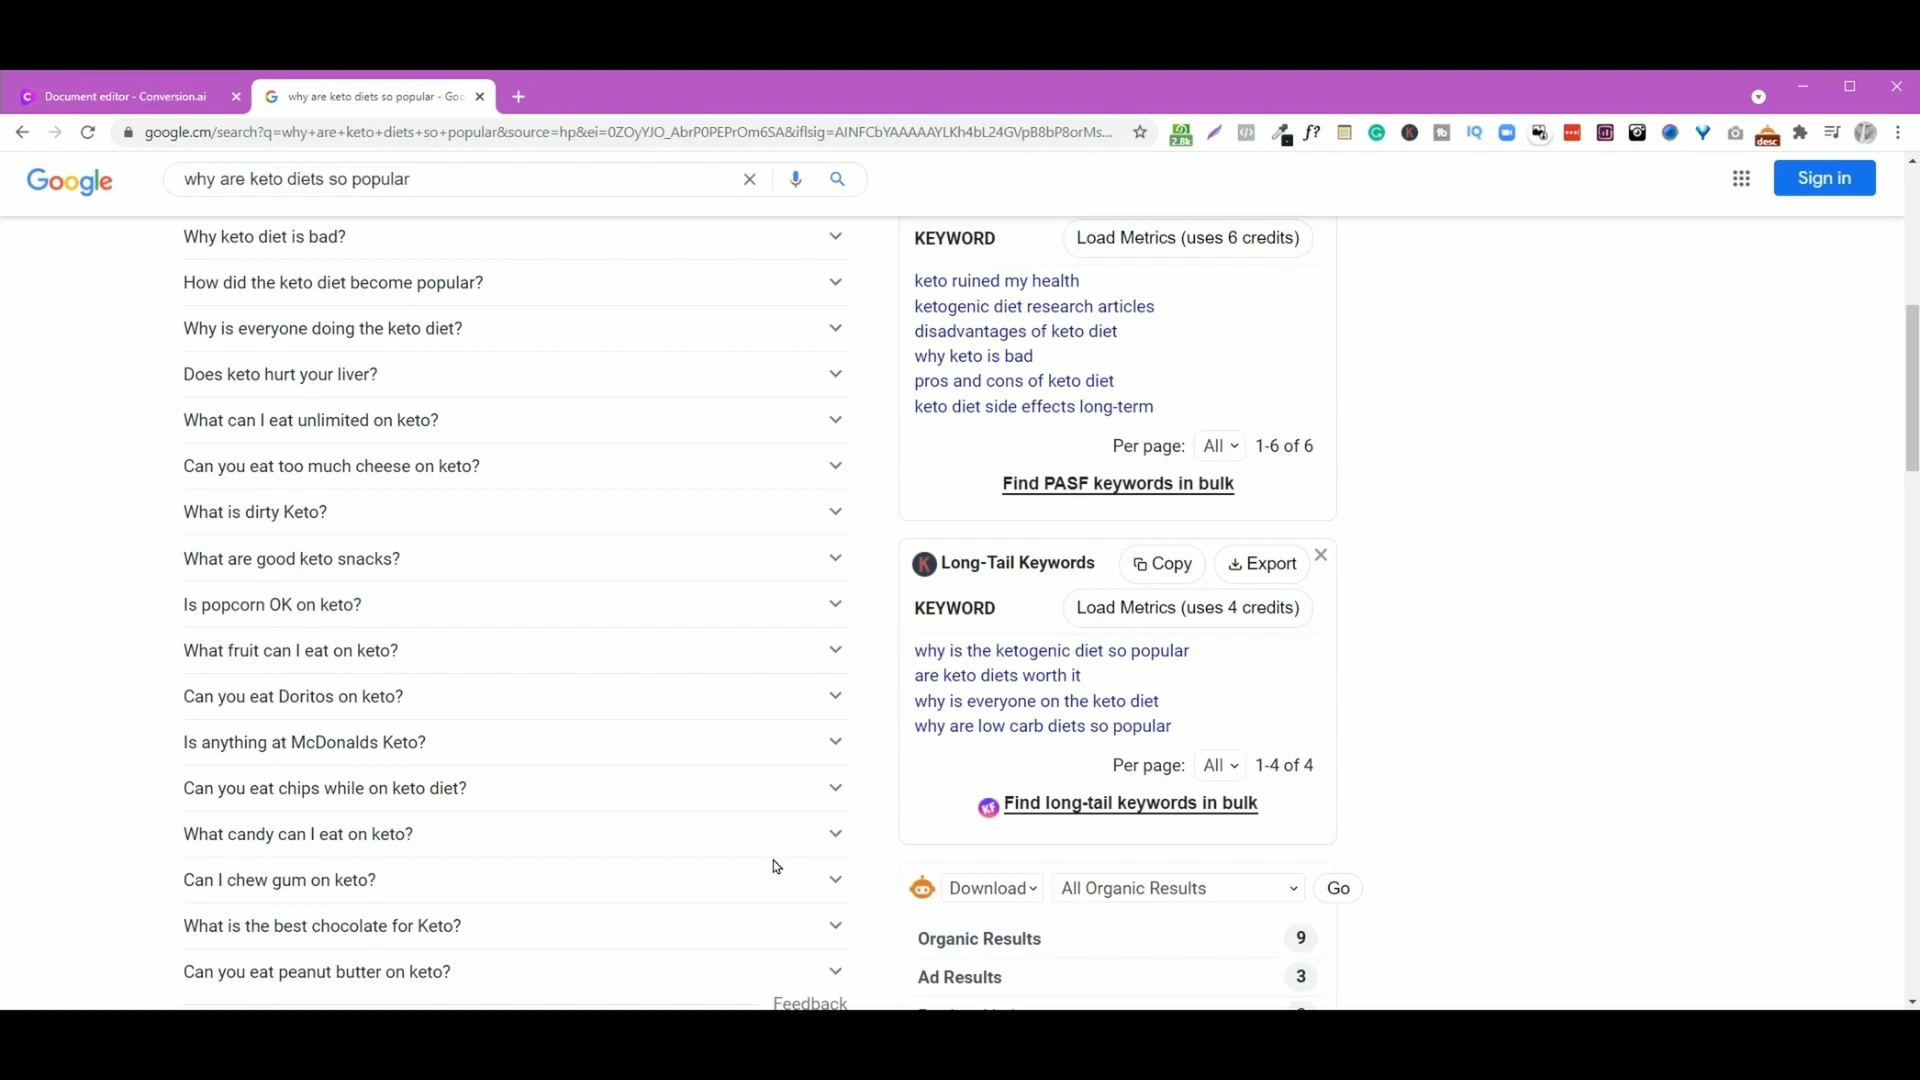 Document editor - Conversion.ai
why are keto diets so popular - Goo
google.cm/search?q=why+are+keto+diets+so+popular&source=hp&ei=0ZOyYJO_AbrP0PEPrOm6SA&iflsig=AINFCbYAAAAAYLKh4bL24GVpB8bP8orMs...
2.8k
f?
IQ
desc
Google
why are keto diets so popular
Sign in
Why keto diet is bad?
How did the keto diet become popular?
Why is everyone doing the keto diet?
Does keto hurt your liver?
What can I eat unlimited on keto?
Can you eat too much cheese on keto?
What is dirty Keto?
What are good keto snacks?
Is popcorn OK on keto?
What fruit can I eat on keto?
Can you eat Doritos on keto?
Is anything at McDonalds Keto?
Can you eat chips while on keto diet?
What candy can I eat on keto?
Can I chew gum on keto?
What is the best chocolate for Keto?
Can you eat peanut butter on keto?
Feedback
KEYWORD
Load Metrics (uses 6 credits)
keto ruined my health
ketogenic diet research articles
disadvantages of keto diet
why keto is bad
pros and cons of keto diet
keto diet side effects long-term
Per page: All 1-6 of 6
Find PASF keywords in bulk
K Long-Tail Keywords
Copy
Export
KEYWORD
Load Metrics (uses 4 credits)
why is the ketogenic diet so popular
are keto diets worth it
why is everyone on the keto diet
why are low carb diets so popular
Per page: All 1-4 of 4
KF Find long-tail keywords in bulk
Download
All Organic Results
Go
Organic Results 9
Ad Results 3